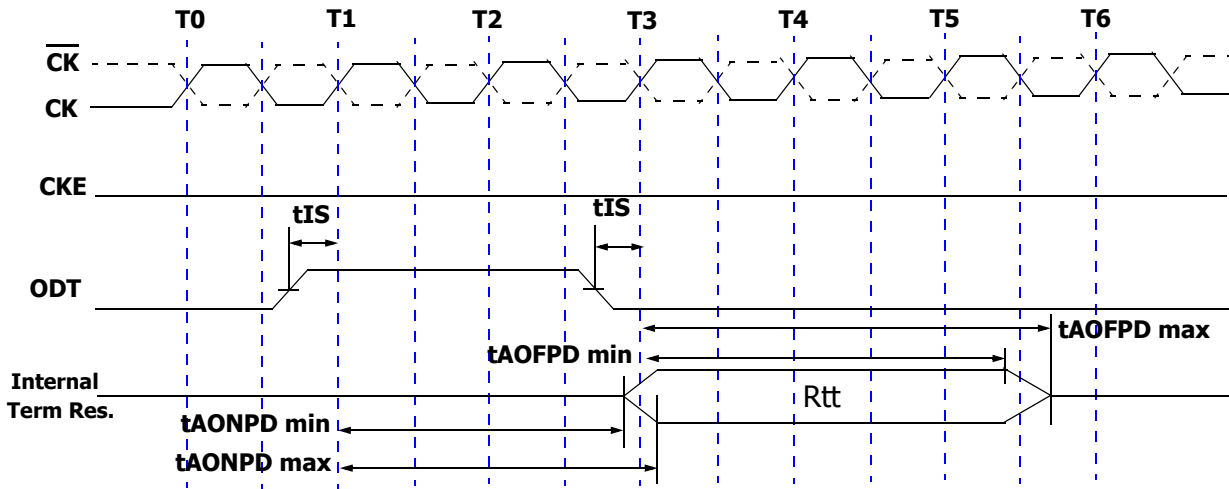 T0 T1 T2 T3 T4 T5 T6
CK
CK
CKE
tIS tIS
ODT
tAOFPD max
tAOFPD min
Internal
Term Res.
Rtt
tAONPD min
tAONPD max